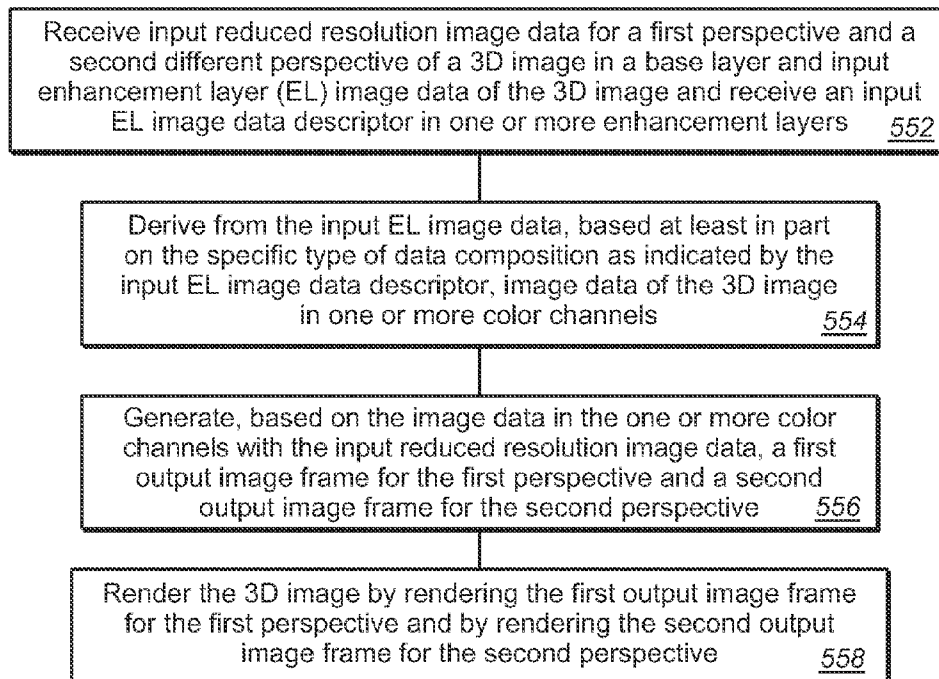 Receive input reduced resolution image data for a first perspective and a
second different perspective of a 3D image in a base layer and input
enhancement layer (EL) image data of the 3D image and receive an input
EL image data descriptor in one or more enhancement layers 552
Derive from the input EL image data, based at least in part
on the specific type of data composition as indicated by the
input EL image data descriptor, image data of the 3D image
in one or more color channels 554
Generate, based on the image data in the one or more color
channels with the input reduced resolution image data, a first
output image frame for the first perspective and a second
output image frame for the second perspective 556
Render the 3D image by rendering the first output image frame
for the first perspective and by rendering the second output
image frame for the second perspective 558